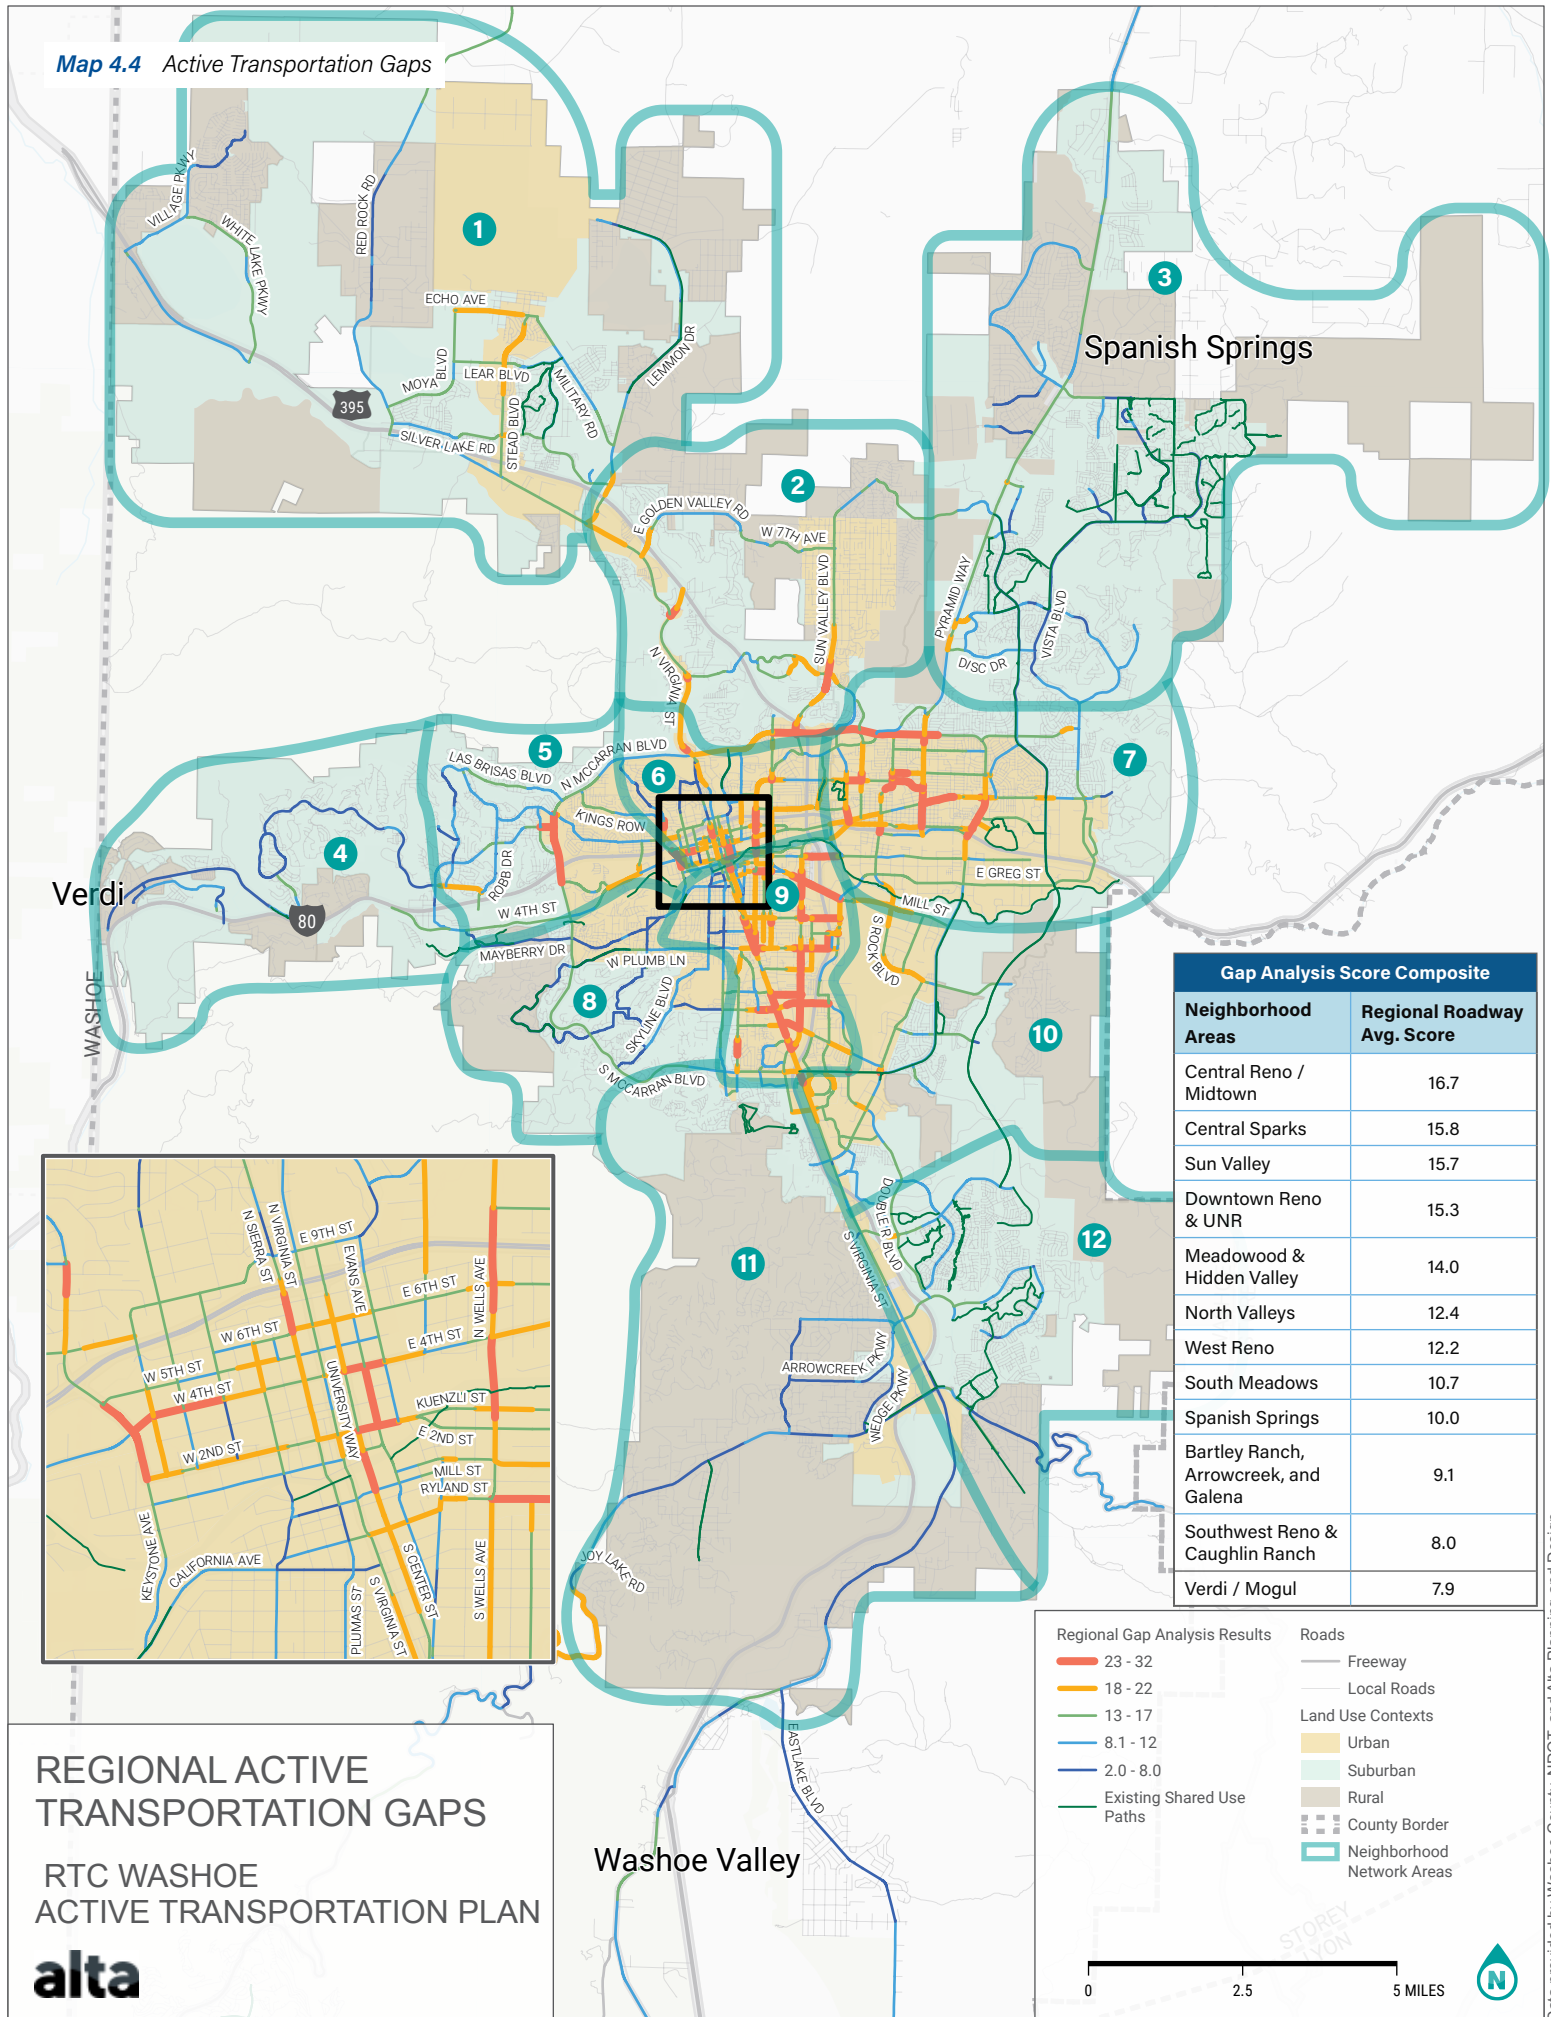 Map 4.4 Active Transportation Gaps
VILLAGE PKWY
WHITE LAKE PKWY
RED ROCK RD
1
ECHO AVE
MOYA BLVD
LEAR BLVD
MILITARY RD
LEMMON DR
395
SILVER LAKE RD
STEAD BLVD
3
Spanish Springs
2
E GOLDEN VALLEY RD
W 7TH AVE
SUN VALLEY BLVD
PYRAMID WAY
VISTA BLVD
DISC DR
N VIRGINIA ST
5
LAS BRISAS BLVD
N MCCARRAN BLVD
6
7
KINGS ROW
4
ROBB DR
Verdi
80
W 4TH ST
9
E GREG ST
MILL ST
S ROCK BLVD
MAYBERRY DR
W PLUMB LN
8
SKYLINE BLVD
S MCCARRAN BLVD
10
WASHOE
11
12
DOUBLE R BLVD
S VIRGINIA ST
ARROWCREEK PKWY
WEDGE PKWY
JOY LAKE RD
EASTLAKE BLVD
Washoe Valley
N SIERRA ST
N VIRGINIA ST
E 9TH ST
EVANS AVE
E 6TH ST
N WELLS AVE
W 6TH ST
E 4TH ST
W 5TH ST
W 4TH ST
UNIVERSITY WAY
KUENZLI ST
E 2ND ST
W 2ND ST
MILL ST
RYLAND ST
KEYSTONE AVE
CALIFORNIA AVE
PLUMAS ST
S VIRGINIA ST
S CENTER ST
S WELLS AVE
Gap Analysis Score Composite
Neighborhood Areas
Regional Roadway Avg. Score
Central Reno / Midtown 16.7
Central Sparks 15.8
Sun Valley 15.7
Downtown Reno & UNR 15.3
Meadowood & Hidden Valley 14.0
North Valleys 12.4
West Reno 12.2
South Meadows 10.7
Spanish Springs 10.0
Bartley Ranch, Arrowcreek, and Galena 9.1
Southwest Reno & Caughlin Ranch 8.0
Verdi / Mogul 7.9
Regional Gap Analysis Results
23 - 32
18 - 22
13 - 17
8.1 - 12
2.0 - 8.0
Existing Shared Use Paths
Roads
Freeway
Local Roads
Land Use Contexts
Urban
Suburban
Rural
County Border
Neighborhood Network Areas
STOREY
LYON
0 2.5 5 MILES
N
REGIONAL ACTIVE
TRANSPORTATION GAPS
RTC WASHOE
ACTIVE TRANSPORTATION PLAN
alta